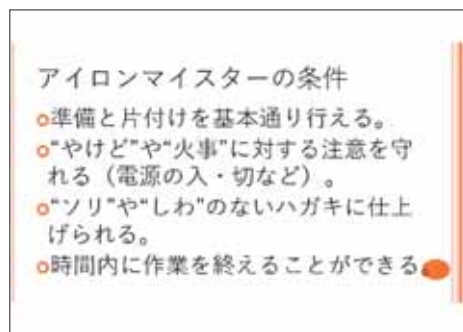 アイロンマイスターの条件
準備と片付けを基本通り行える。
“やけど”や“火事”に対する注意を守
れる（電源の入・切など）。
“ソリ”や“しわ”のないハガキに仕上
げられる。
時間内に作業を終えることができる。